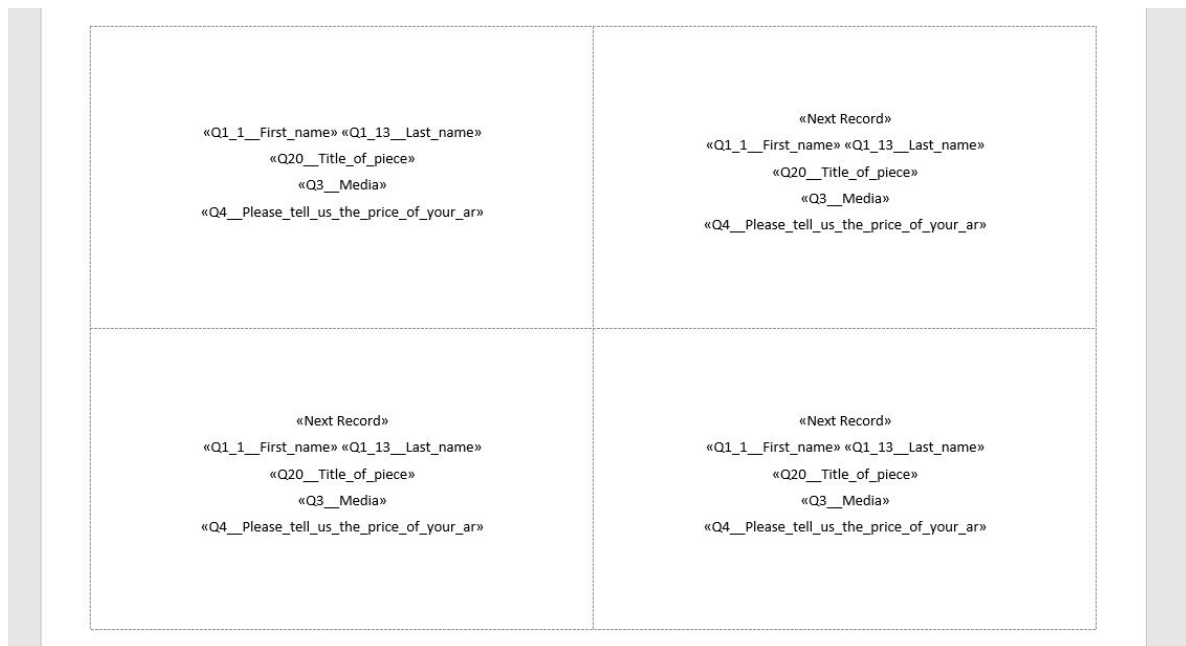 «Q1_1__First_name» «Q1_13__Last_name»
«Q20__Title_of_piece»
«Q3__Media»
«Q4__Please_tell_us_the_price_of_your_ar»
«Next Record»
«Q1_1__First_name» «Q1_13__Last_name»
«Q20__Title_of_piece»
«Q3__Media»
«Q4__Please_tell_us_the_price_of_your_ar»
«Next Record»
«Q1_1__First_name» «Q1_13__Last_name»
«Q20__Title_of_piece»
«Q3__Media»
«Q4__Please_tell_us_the_price_of_your_ar»
«Next Record»
«Q1_1__First_name» «Q1_13__Last_name»
«Q20__Title_of_piece»
«Q3__Media»
«Q4__Please_tell_us_the_price_of_your_ar»